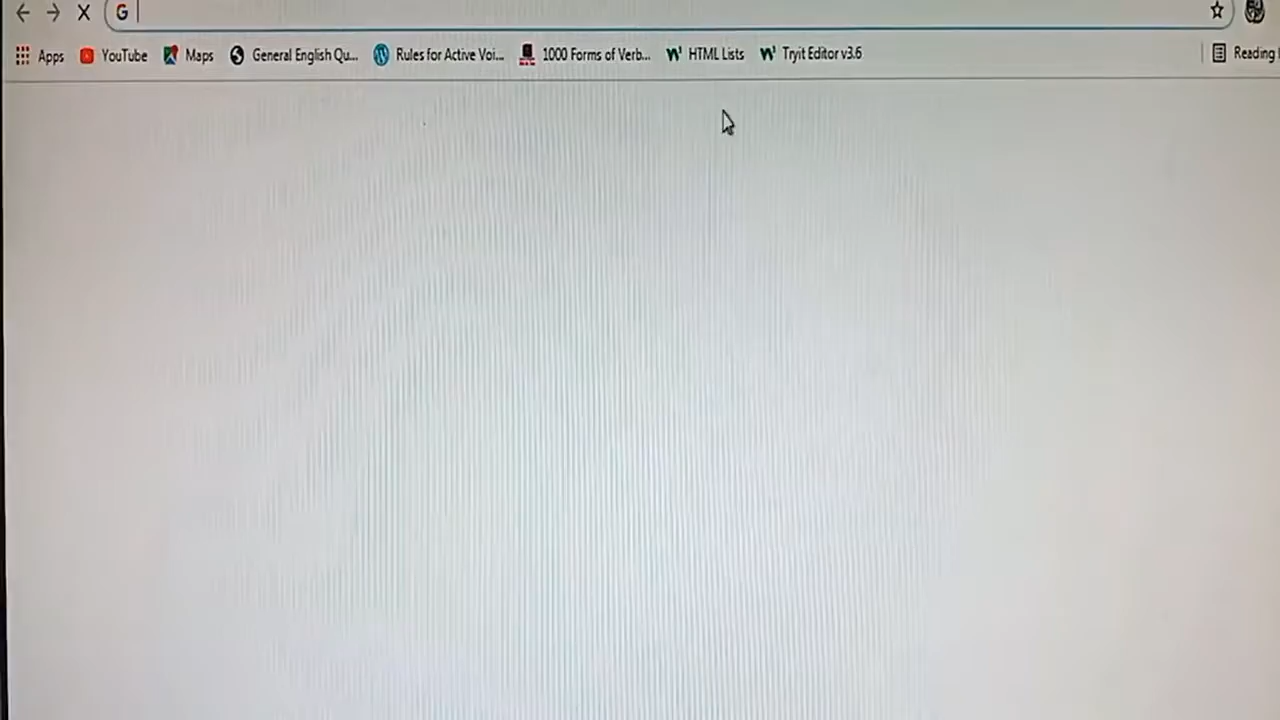 G
Apps YouTube Maps General English Qu... Rules for Active Voi... 1000 Forms of Verb... HTML Lists Tryit Editor v3.6 Reading